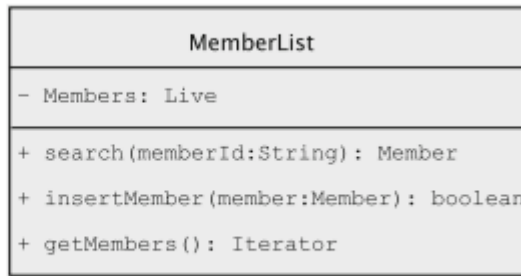 MemberList
- Members: Live
+ search(memberId:String): Member
+ insertMember(member:Member): boolean
+ getMembers(): Iterator